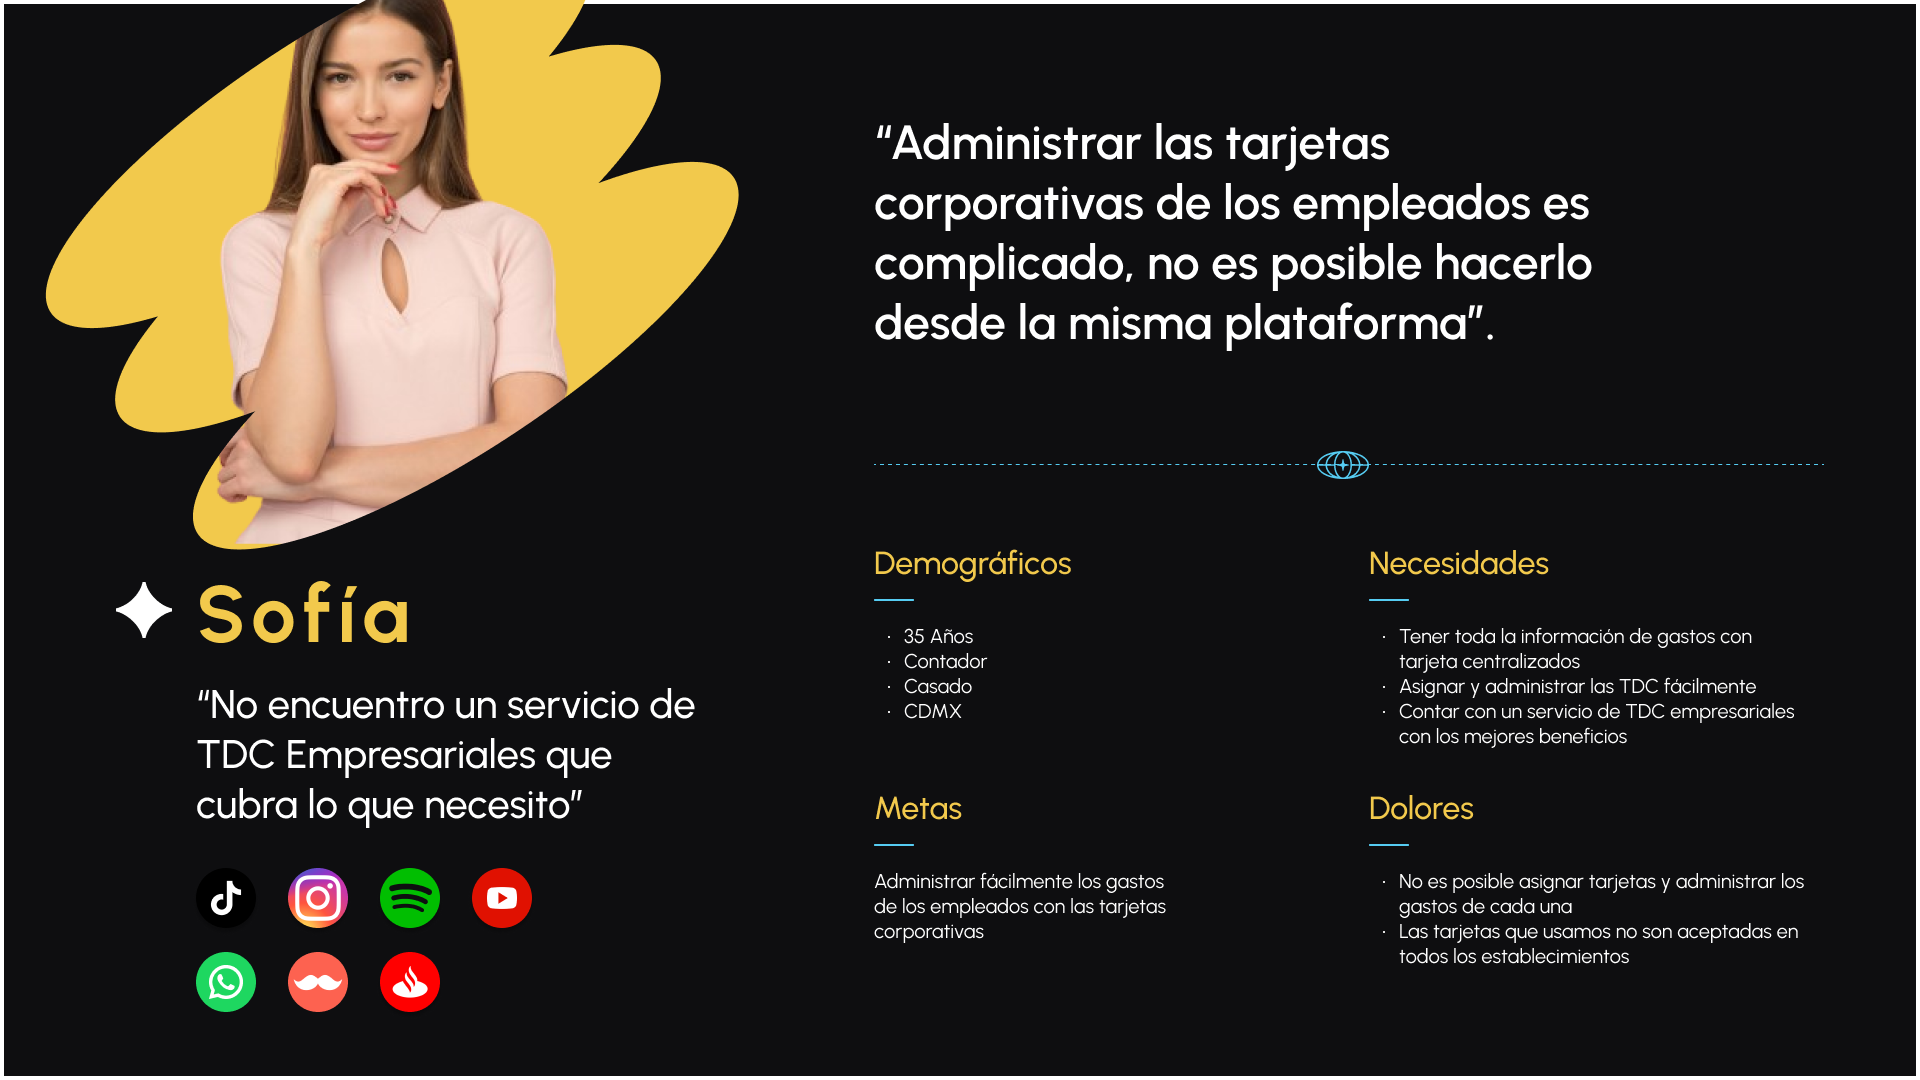 Sofía
“No encuentro un servicio de
TDC Empresariales que
cubra lo que necesito”
“Administrar las tarjetas
corporativas de los empleados es
complicado, no es posible hacerlo
desde la misma plataforma”.
Demográficos
· 35 Años
· Contador
· Casado
· CDMX
Necesidades
· Tener toda la información de gastos con
tarjeta centralizados
· Asignar y administrar las TDC fácilmente
· Contar con un servicio de TDC empresariales
con los mejores beneficios
Metas
Administrar fácilmente los gastos
de los empleados con las tarjetas
corporativas
Dolores
· No es posible asignar tarjetas y administrar los
gastos de cada una
· Las tarjetas que usamos no son aceptadas en
todos los establecimientos